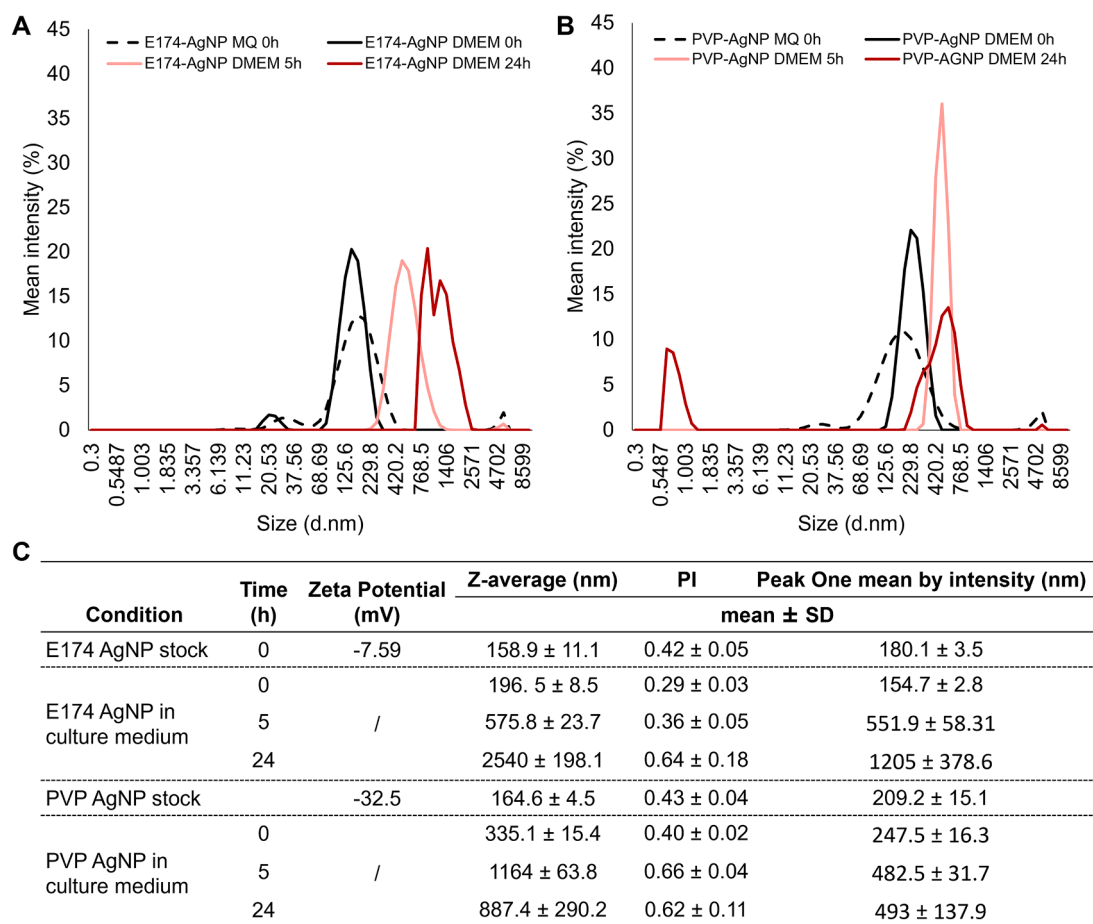 A
E174-AgNP MQ 0h
E174-AgNP DMEM 0h
E174-AgNP DMEM 5h
E174-AgNP DMEM 24h
Mean intensity (%)
45
40
35
30
25
20
15
10
5
0
0.3
0.5487
1.003
1.835
3.357
6.139
11.23
20.53
37.56
68.69
125.6
229.8
420.2
768.5
1406
2571
4702
8599
Size (d.nm)
B
PVP-AgNP MQ 0h
PVP-AgNP DMEM 0h
PVP-AgNP DMEM 5h
PVP-AGNP DMEM 24h
Mean intensity (%)
45
40
35
30
25
20
15
10
5
0
0.3
0.5487
1.003
1.835
3.357
6.139
11.23
20.53
37.56
68.69
125.6
229.8
420.2
768.5
1406
2571
4702
8599
Size (d.nm)
C
Condition Time (h) Zeta Potential (mV) Z-average (nm) PI Peak One mean by intensity (nm)
mean ± SD
E174 AgNP stock 0 -7.59 158.9 ± 11.1 0.42 ± 0.05 180.1 ± 3.5
E174 AgNP in culture medium /
0 196. 5 ± 8.5 0.29 ± 0.03 154.7 ± 2.8
5 575.8 ± 23.7 0.36 ± 0.05 551.9 ± 58.31
24 2540 ± 198.1 0.64 ± 0.18 1205 ± 378.6
PVP AgNP stock -32.5 164.6 ± 4.5 0.43 ± 0.04 209.2 ± 15.1
PVP AgNP in culture medium /
0 335.1 ± 15.4 0.40 ± 0.02 247.5 ± 16.3
5 1164 ± 63.8 0.66 ± 0.04 482.5 ± 31.7
24 887.4 ± 290.2 0.62 ± 0.11 493 ± 137.9